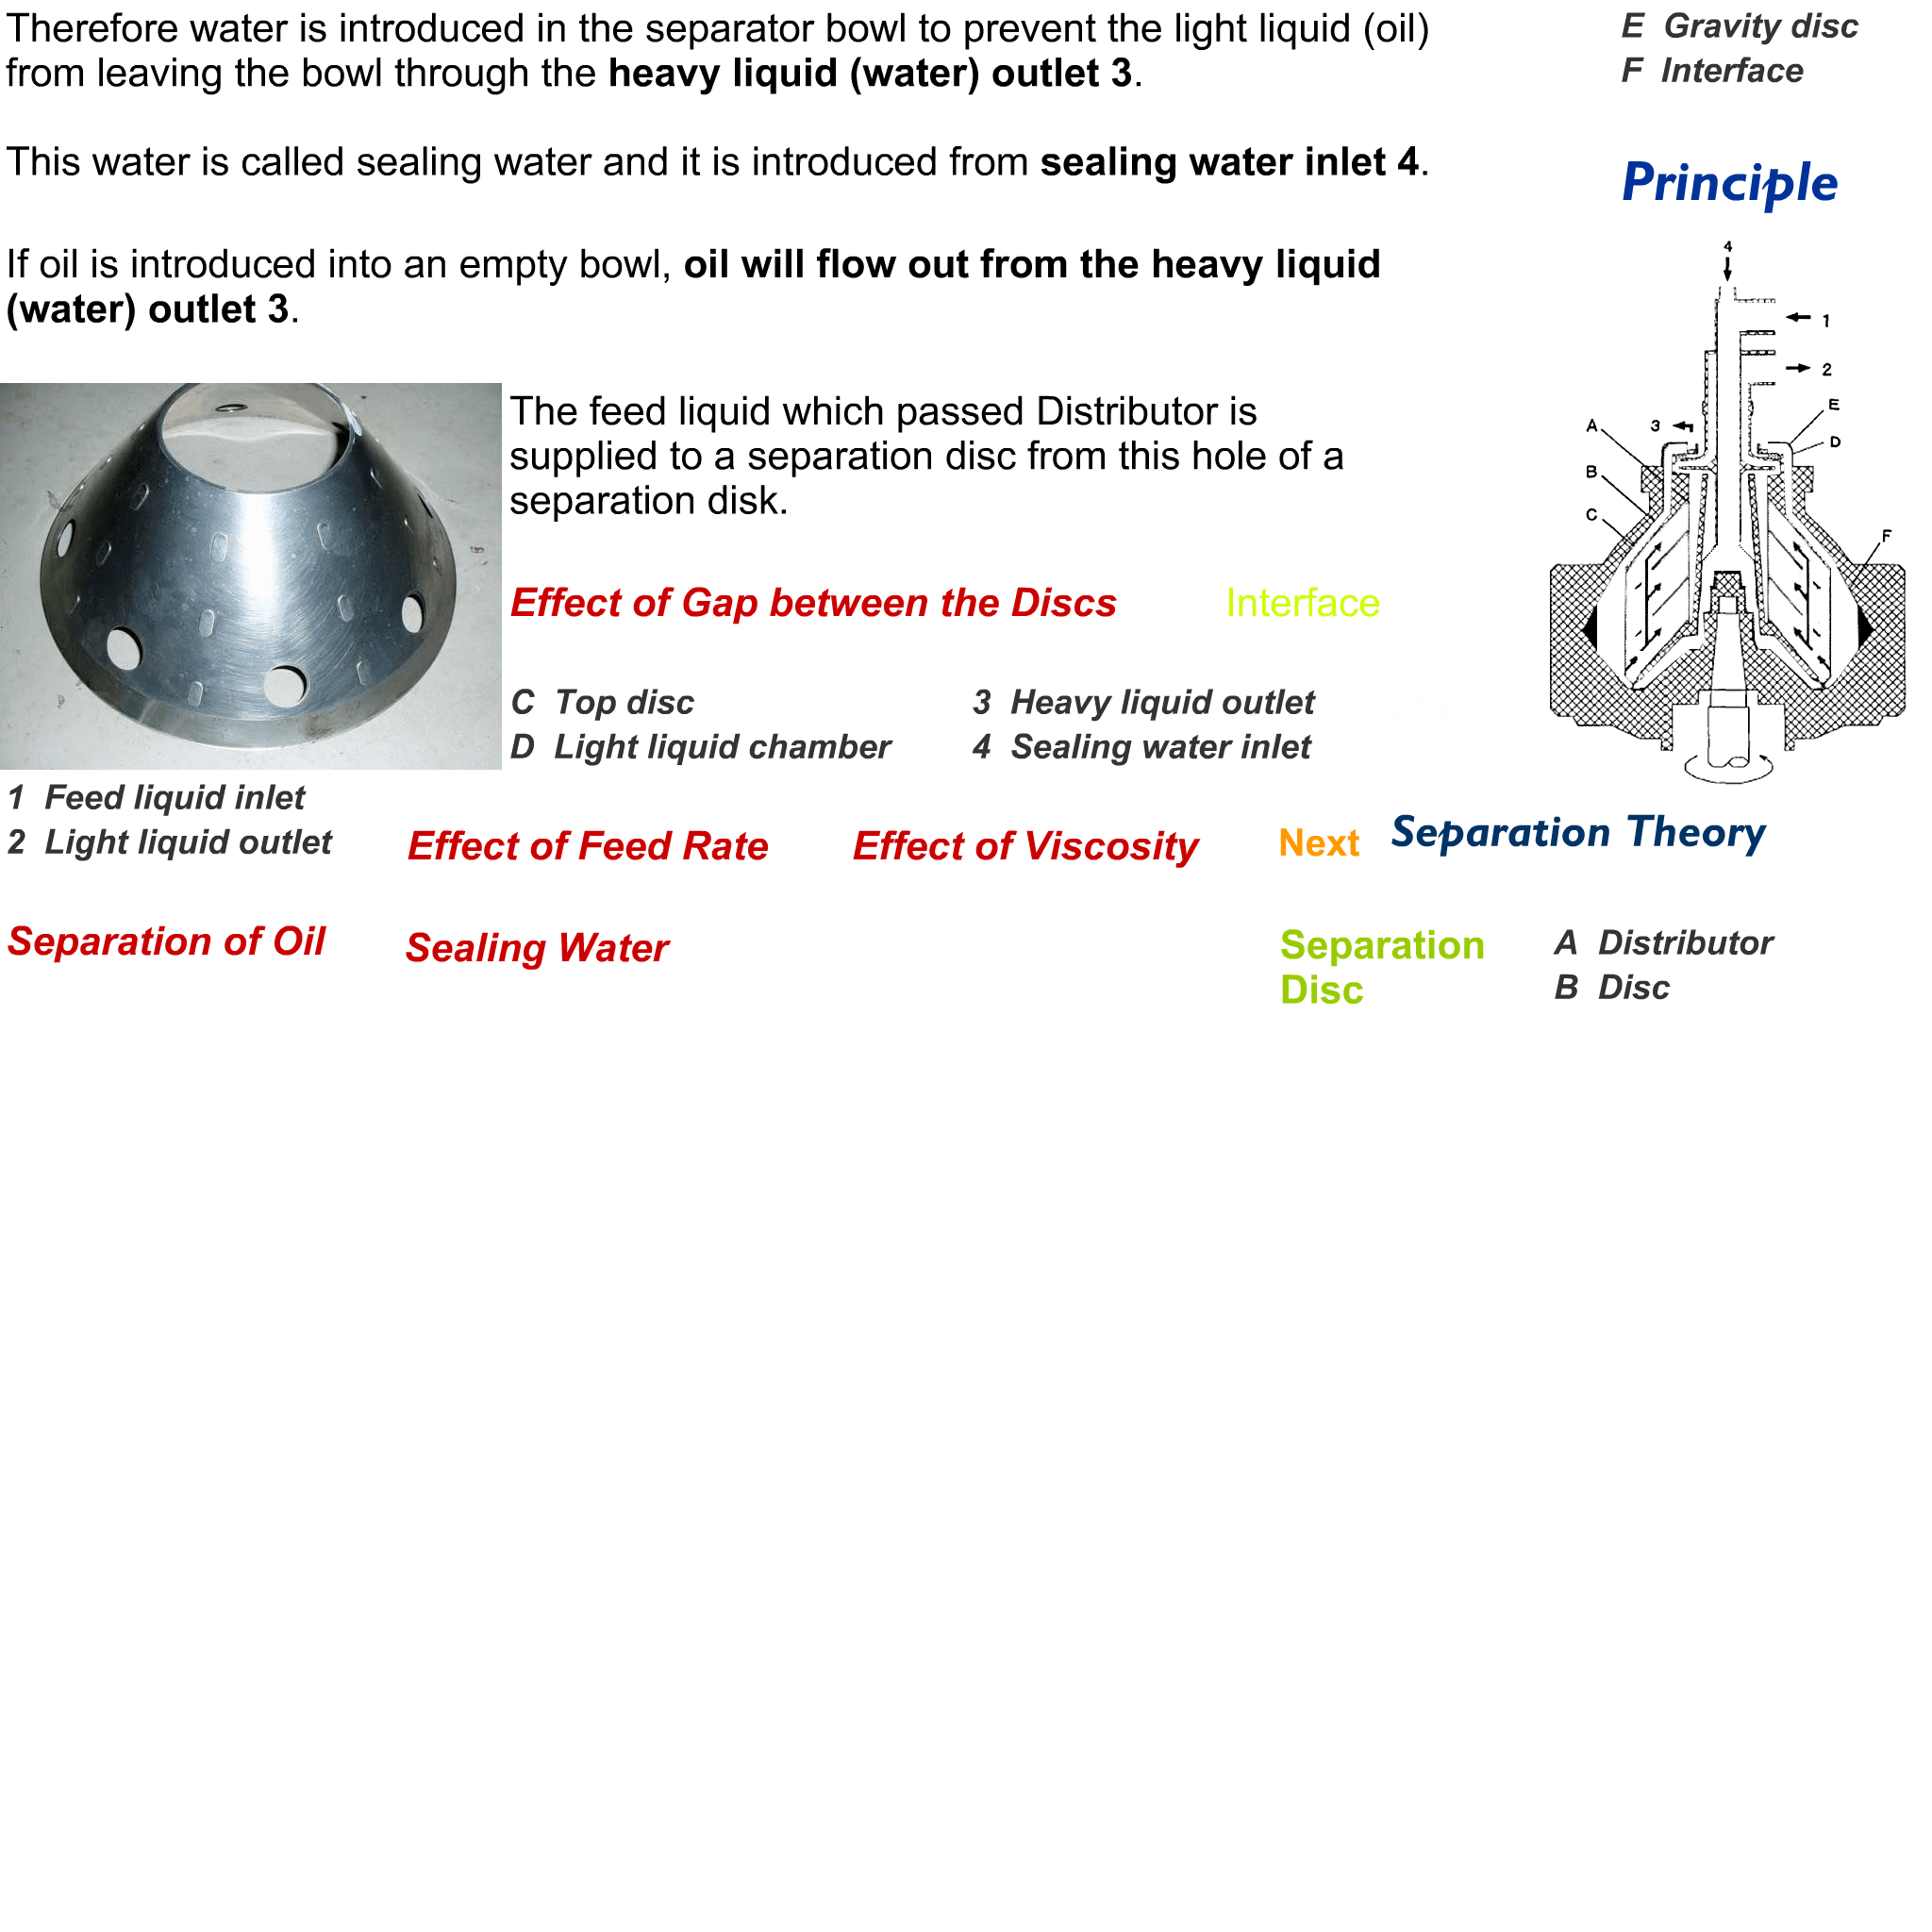 Therefore water is introduced in the separator bowl to prevent the light liquid (oil)
from leaving the bowl through the heavy liquid (water) outlet 3.
E Gravity disc
F Interface
This water is called sealing water and it is introduced from sealing water inlet 4.
Principle
If oil is introduced into an empty bowl, oil will flow out from the heavy liquid
(water) outlet 3.
4
1
2
E
A
3
D
B
C
F
The feed liquid which passed Distributor is
supplied to a separation disc from this hole of a
separation disk.
Effect of Gap between the Discs
Interface
C Top disc
D Light liquid chamber
3 Heavy liquid outlet
4 Sealing water inlet
1 Feed liquid inlet
2 Light liquid outlet
Effect of Feed Rate
Effect of Viscosity
Next
Separation Theory
Separation of Oil
Sealing Water
Separation
Disc
A Distributor
B Disc